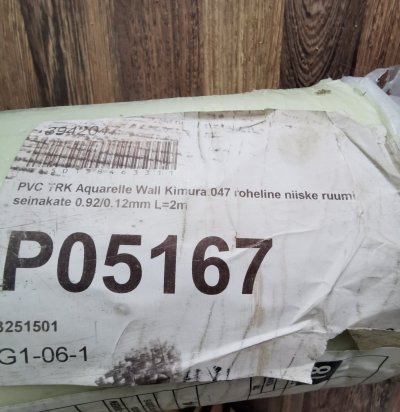 3942047
PVC TRK Aquarelle Wall Kimura 047 roheline niiske ruumi
seinakate 0.92/0.12mm L=2m
P05167
3251501
G1-06-1